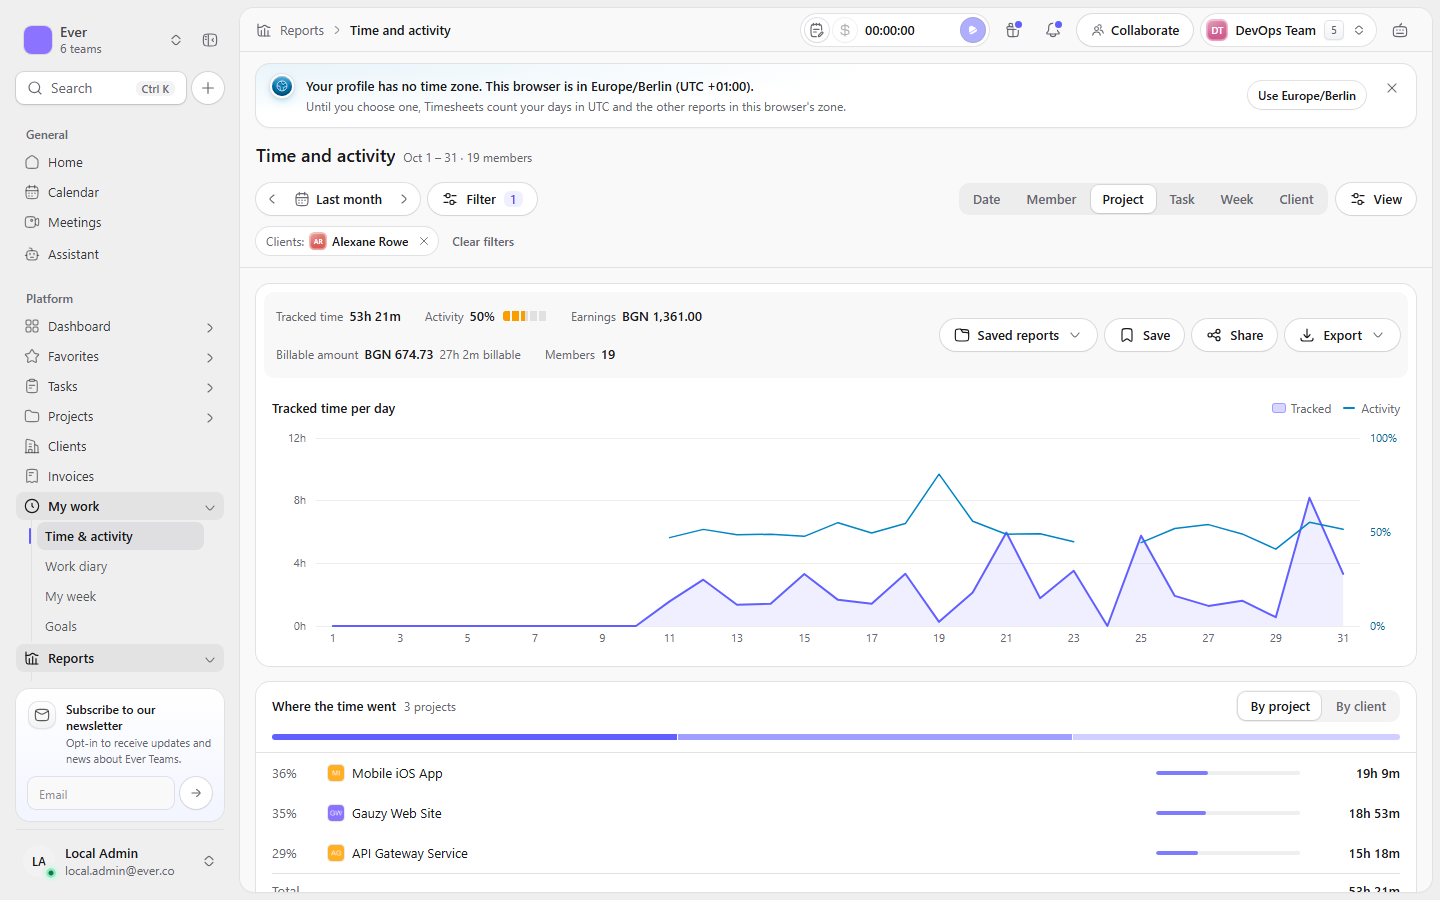 Ever
6 teams
Search
Ctrl K
General
Home
Calendar
Meetings
Assistant
Platform
Dashboard
Favorites
Tasks
Projects
Clients
Invoices
My work
Time & activity
Work diary
My week
Goals
Reports
Subscribe to our
newsletter
Opt-in to receive updates and
news about Ever Teams.
Email
LA
Local Admin
local.admin@ever.co
Reports
Time and activity
$
00:00:00
Collaborate
DT
DevOps Team
5
Your profile has no time zone. This browser is in Europe/Berlin (UTC +01:00).
Until you choose one, Timesheets count your days in UTC and the other reports in this browser's zone.
Use Europe/Berlin
Time and activity Oct 1 – 31 · 19 members
Last month
Filter 1
Date Member Project Task Week Client
View
Clients: AR Alexane Rowe
Clear filters
Tracked time 53h 21m Activity 50% Earnings BGN 1,361.00
Billable amount BGN 674.73 27h 2m billable Members 19
Saved reports
Save
Share
Export
Tracked time per day
Tracked Activity
12h 100%
8h
50%
4h
0h 0%
1 3 5 7 9 11 13 15 17 19 21 23 25 27 29 31
Where the time went 3 projects
By project By client
36% MI Mobile iOS App 19h 9m
35% GW Gauzy Web Site 18h 53m
29% AG API Gateway Service 15h 18m
Total 53h 21m